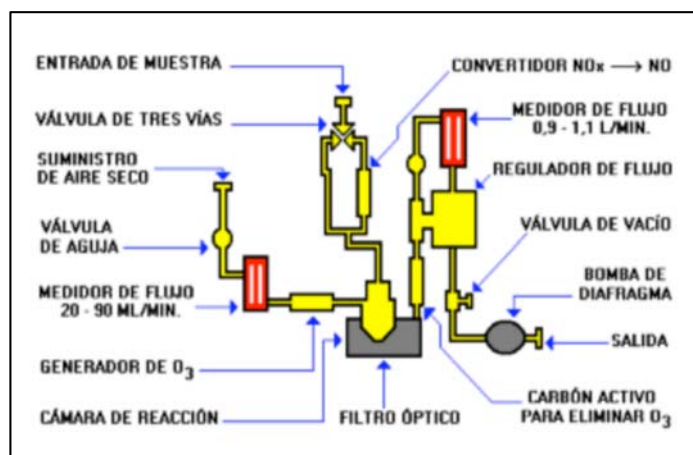 ENTRADA DE MUESTRA
CONVERTIDOR NOx → NO
VÁLVULA DE TRES VÍAS
MEDIDOR DE FLUJO
0,9 - 1,1 L/MIN.
SUMINISTRO
DE AIRE SECO
REGULADOR DE FLUJO
VÁLVULA
DE AGUJA
VÁLVULA DE VACÍO
BOMBA DE
DIAFRAGMA
MEDIDOR DE FLUJO
20 - 90 ML/MIN.
SALIDA
GENERADOR DE O₃
CÁMARA DE REACCIÓN
FILTRO ÓPTICO
CARBÓN ACTIVO
PARA ELIMINAR O₃